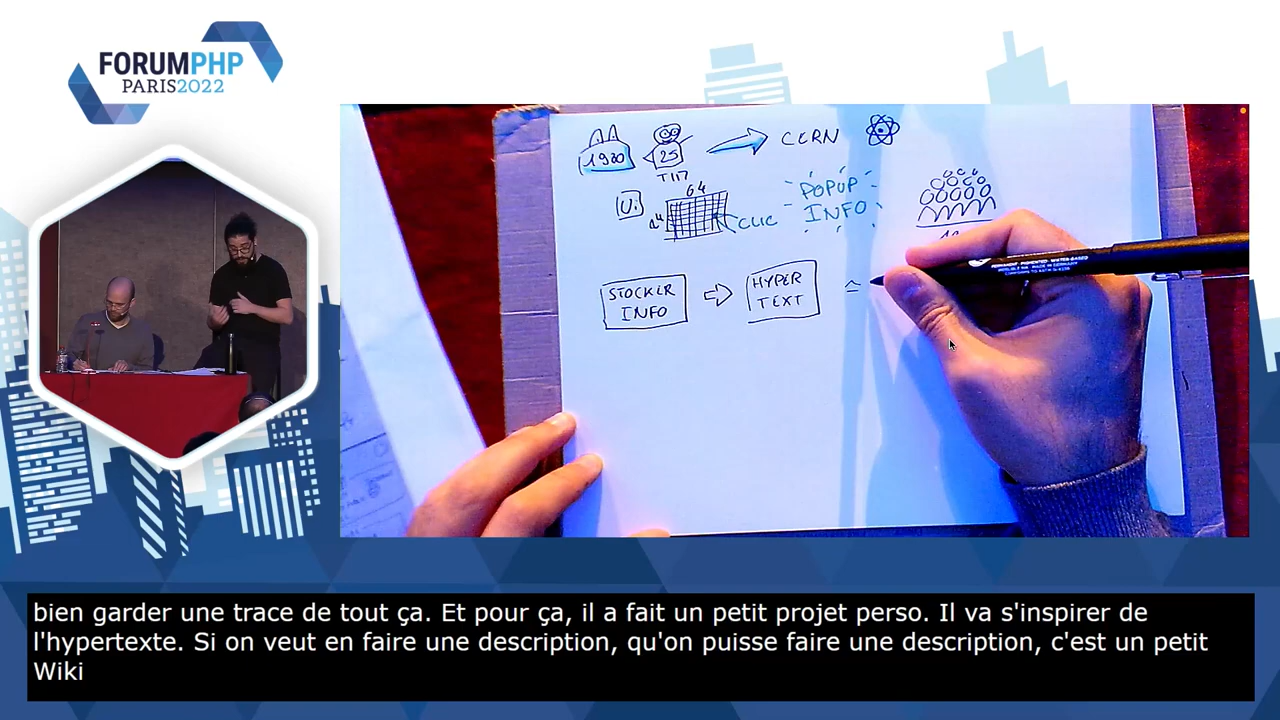 FORUMPHP
PARIS2022
1980
25
TITI
CERN
64
CLIC
POPUP
INFO
STOCKER
INFO
HYPER
TEXT
≃
bien garder une trace de tout ça. Et pour ça, il a fait un petit projet perso. Il va s'inspirer de
l'hypertexte. Si on veut en faire une description, qu'on puisse faire une description, c'est un petit
Wiki